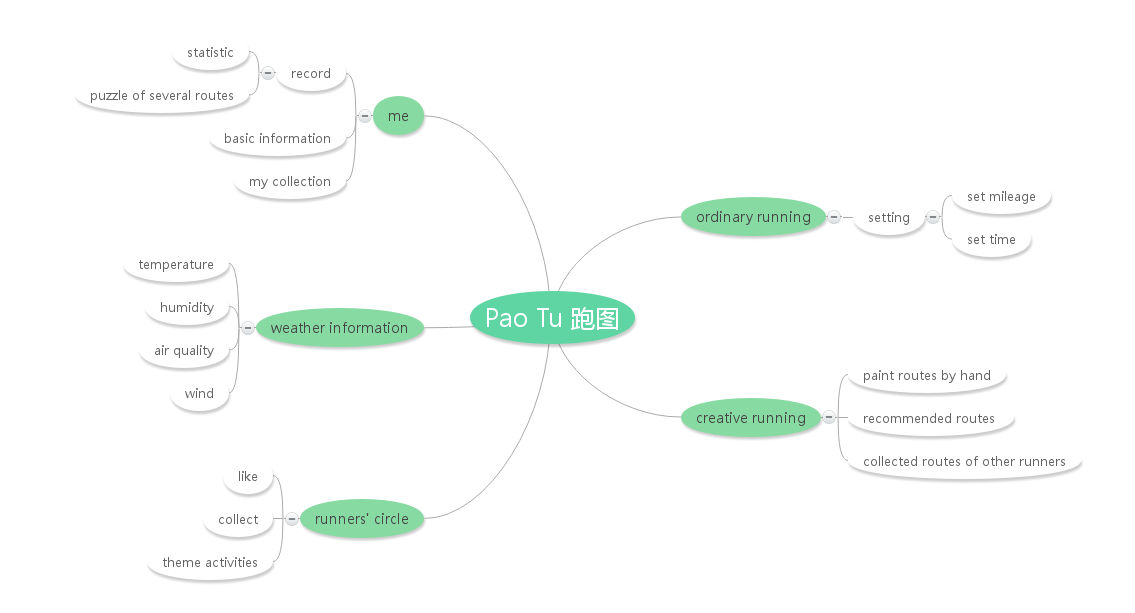 statistic
record
puzzle of several routes
me
basic information
my collection
ordinary running
setting
set mileage
set time
temperature
humidity
air quality
wind
weather information
Pao Tu 跑图
creative running
paint routes by hand
recommended routes
collected routes of other runners
like
collect
theme activities
runners' circle